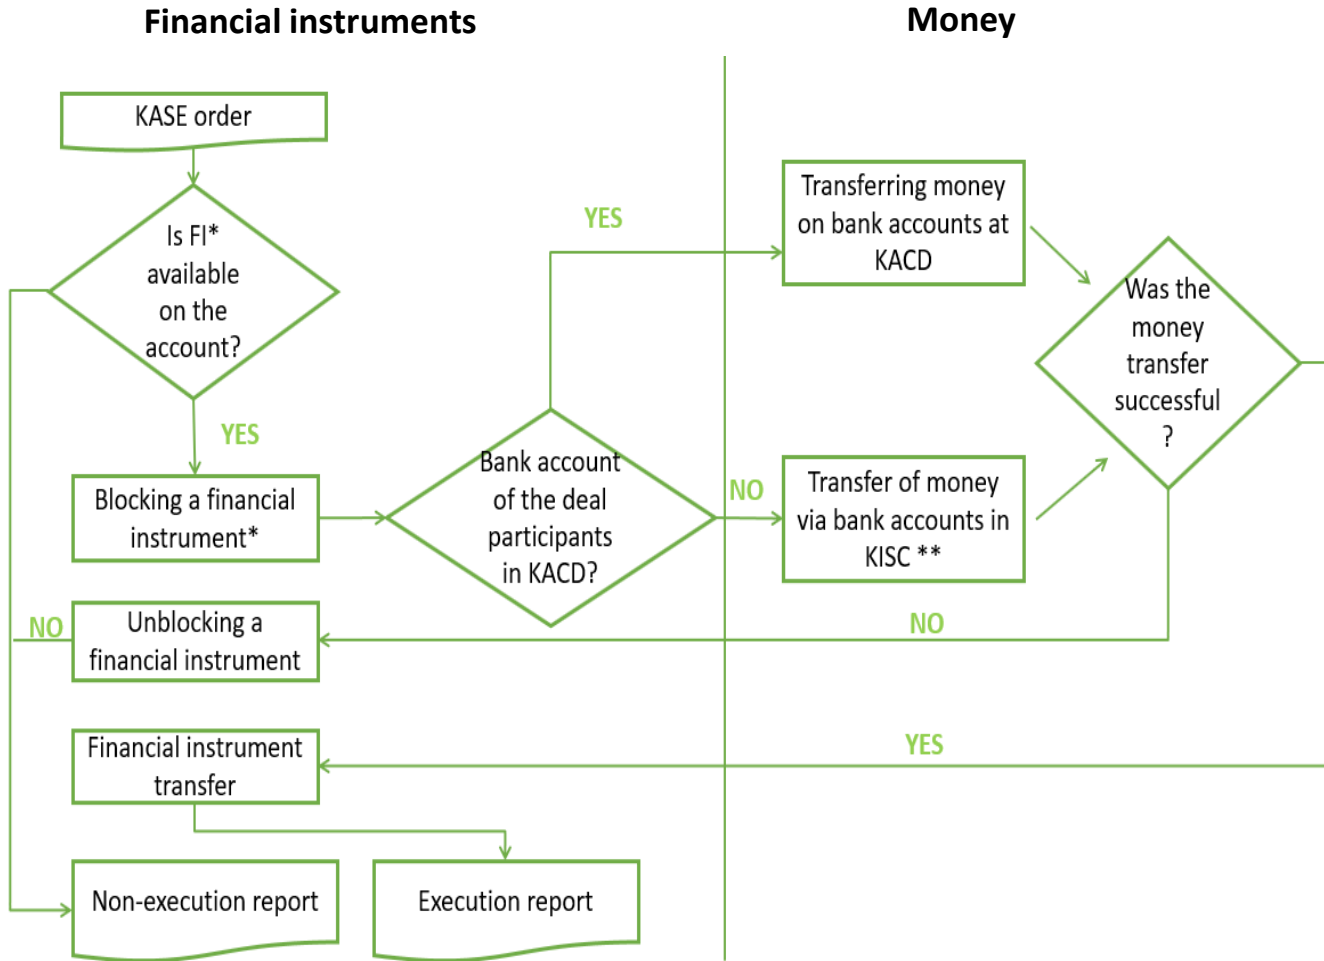 Financial instruments
Money
KASE order
Is FI*
available
on the
account?
YES
Blocking a financial
instrument*
Bank account
of the deal
participants
in KACD?
YES
Transferring money
on bank accounts at
KACD
NO
Transfer of money
via bank accounts in
KISC **
Was the
money
transfer
successful
?
NO
Unblocking a
financial instrument
NO
Financial instrument
transfer
YES
Non-execution report
Execution report